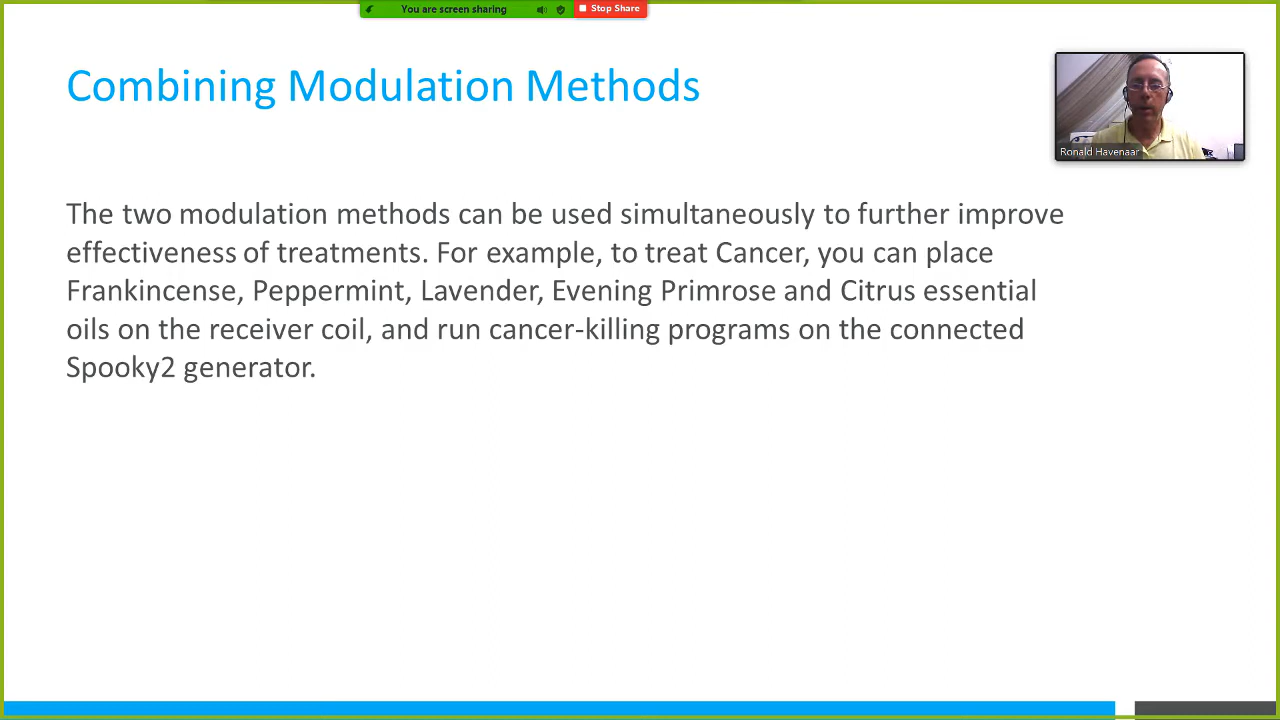 You are screen sharing
Stop Share
Combining Modulation Methods
Ronald Havenaar
The two modulation methods can be used simultaneously to further improve
effectiveness of treatments. For example, to treat Cancer, you can place
Frankincense, Peppermint, Lavender, Evening Primrose and Citrus essential
oils on the receiver coil, and run cancer-killing programs on the connected
Spooky2 generator.